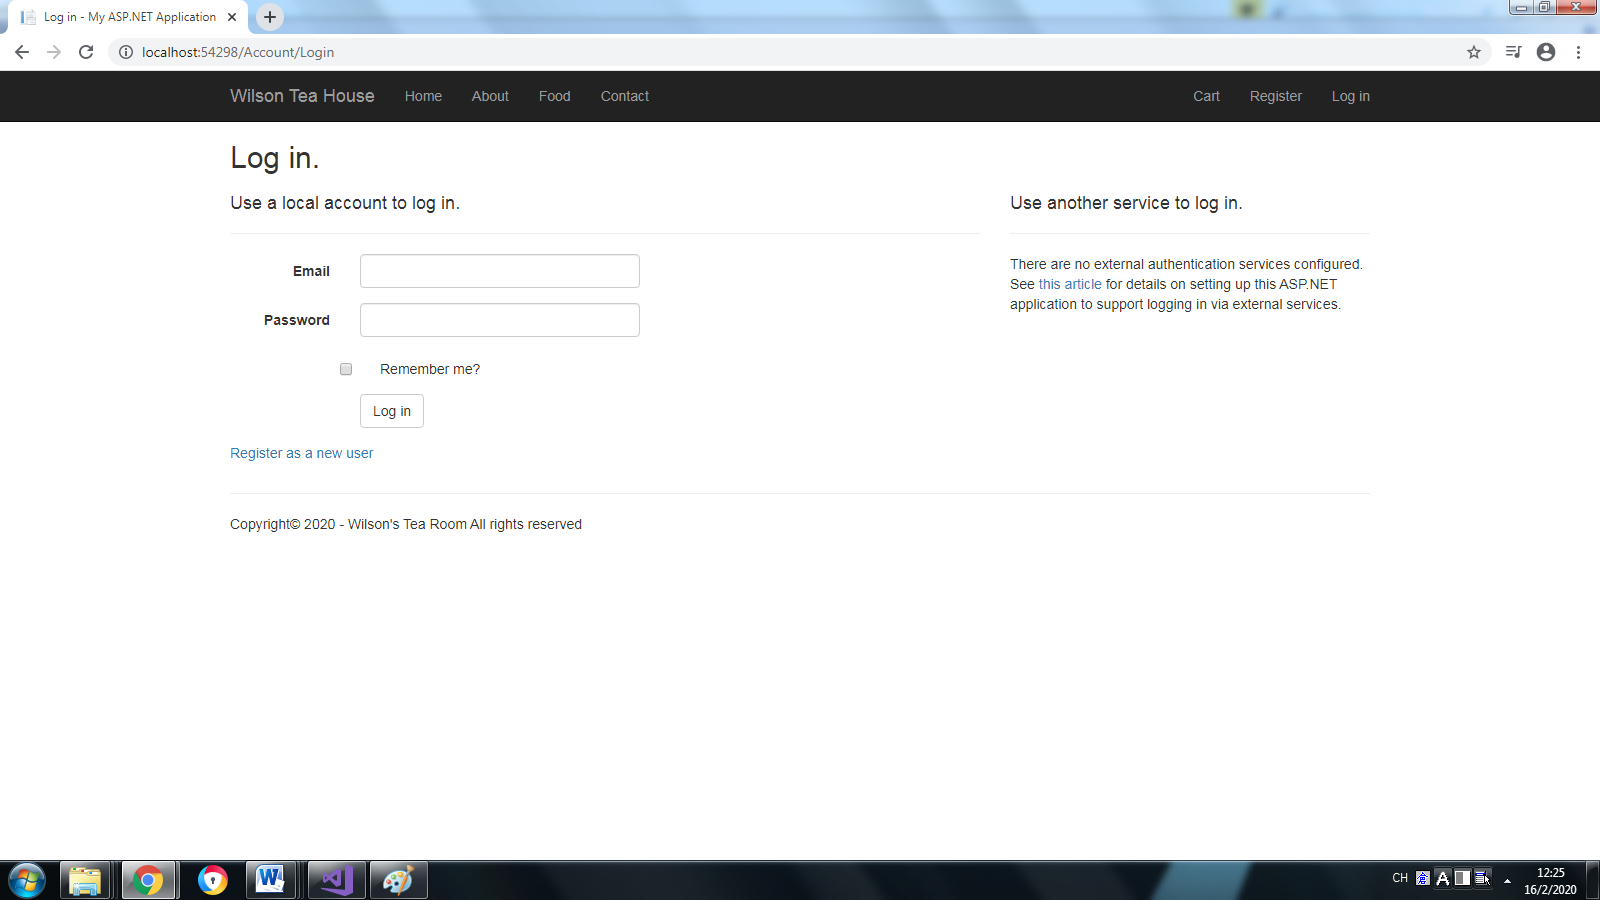 Log in - My ASP.NET Application
localhost:54298/Account/Login
Wilson Tea House Home About Food Contact Cart Register Log in
Log in.
Use a local account to log in.
Email
Password
Remember me?
Log in
Register as a new user
Use another service to log in.
There are no external authentication services configured.
See this article for details on setting up this ASP.NET
application to support logging in via external services.
Copyright© 2020 - Wilson's Tea Room All rights reserved
CH
12:25
16/2/2020